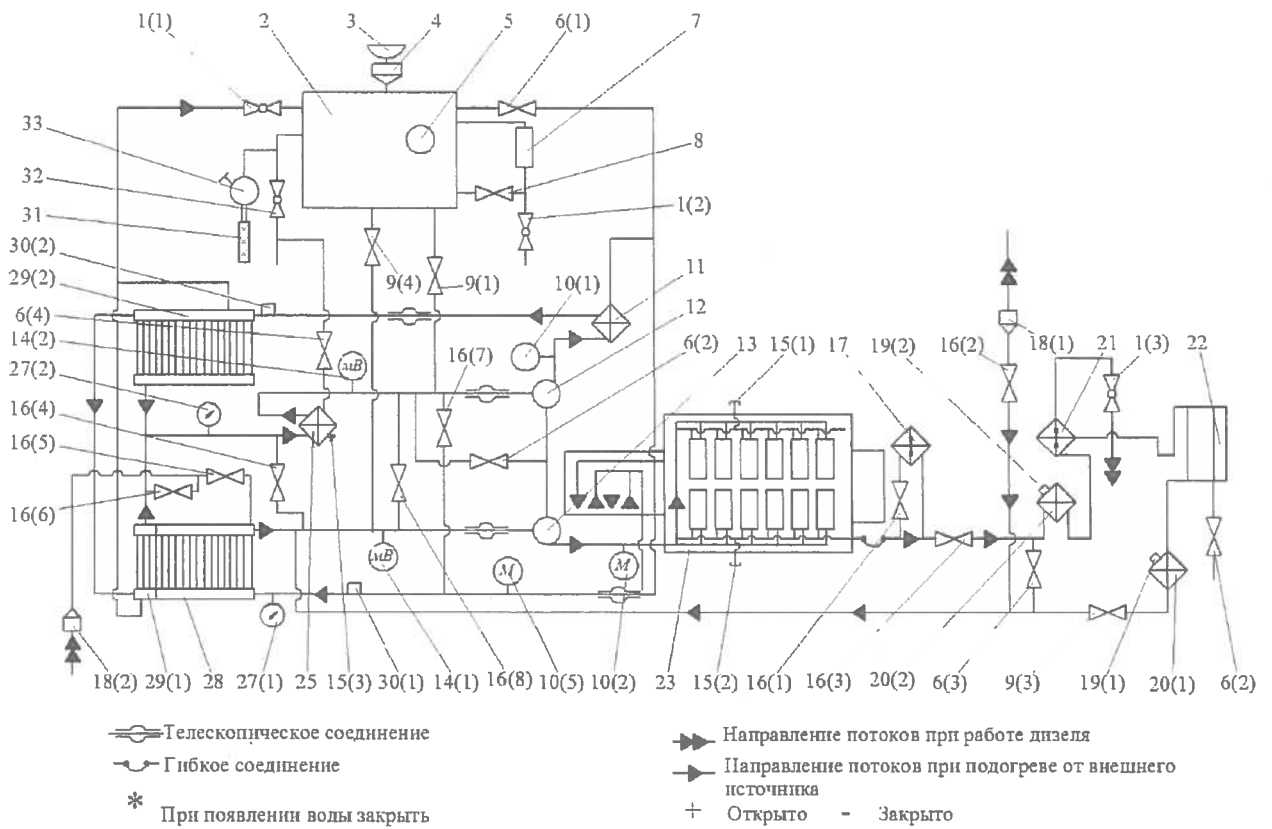 1(1) 2 3 4 5 6(1) 7
33
8
32
1(2)
31
30(2)
9(4) 9(1) 10(1) 11
29(2)
12
6(4)
6(2) 13 15(1) 17 19(2) 16(2) 18(1) 21 1(3) 22
14(2)
16(7)
мВ
27(2)
16(4)
16(5)
16(6)
мВ М М
18(2) 29(1) 28 27(1) 25 15(3) 30(1) 14(1) 16(8) 10(5) 10(2) 23 15(2) 16(1) 16(3) 20(2) 6(3) 9(3) 19(1) 20(1) 6(2)
Телескопическое соединение
Гибкое соединение
* При появлении воды закрыть
Направление потоков при работе дизеля
Направление потоков при подогреве от внешнего
источника
+ Открыто - Закрыто